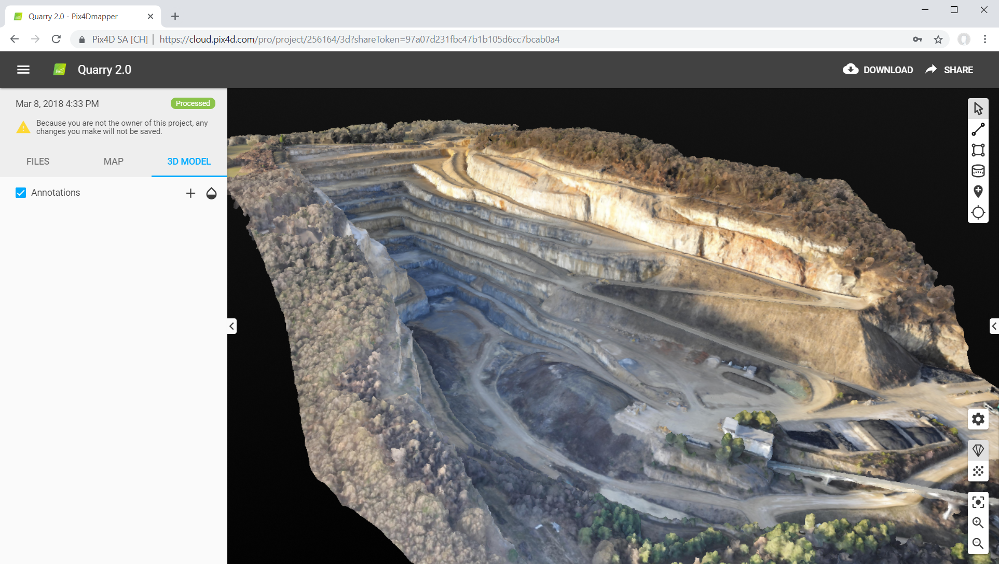 Quarry 2.0 - Pix4Dmapper
Pix4D SA [CH] | https://cloud.pix4d.com/pro/project/256164/3d?shareToken=97a07d231fbc47b1b105d6cc7bcab0a4
Quarry 2.0
DOWNLOAD
SHARE
Mar 8, 2018 4:33 PM
Processed
Because you are not the owner of this project, any
changes you make will not be saved.
FILES
MAP
3D MODEL
Annotations